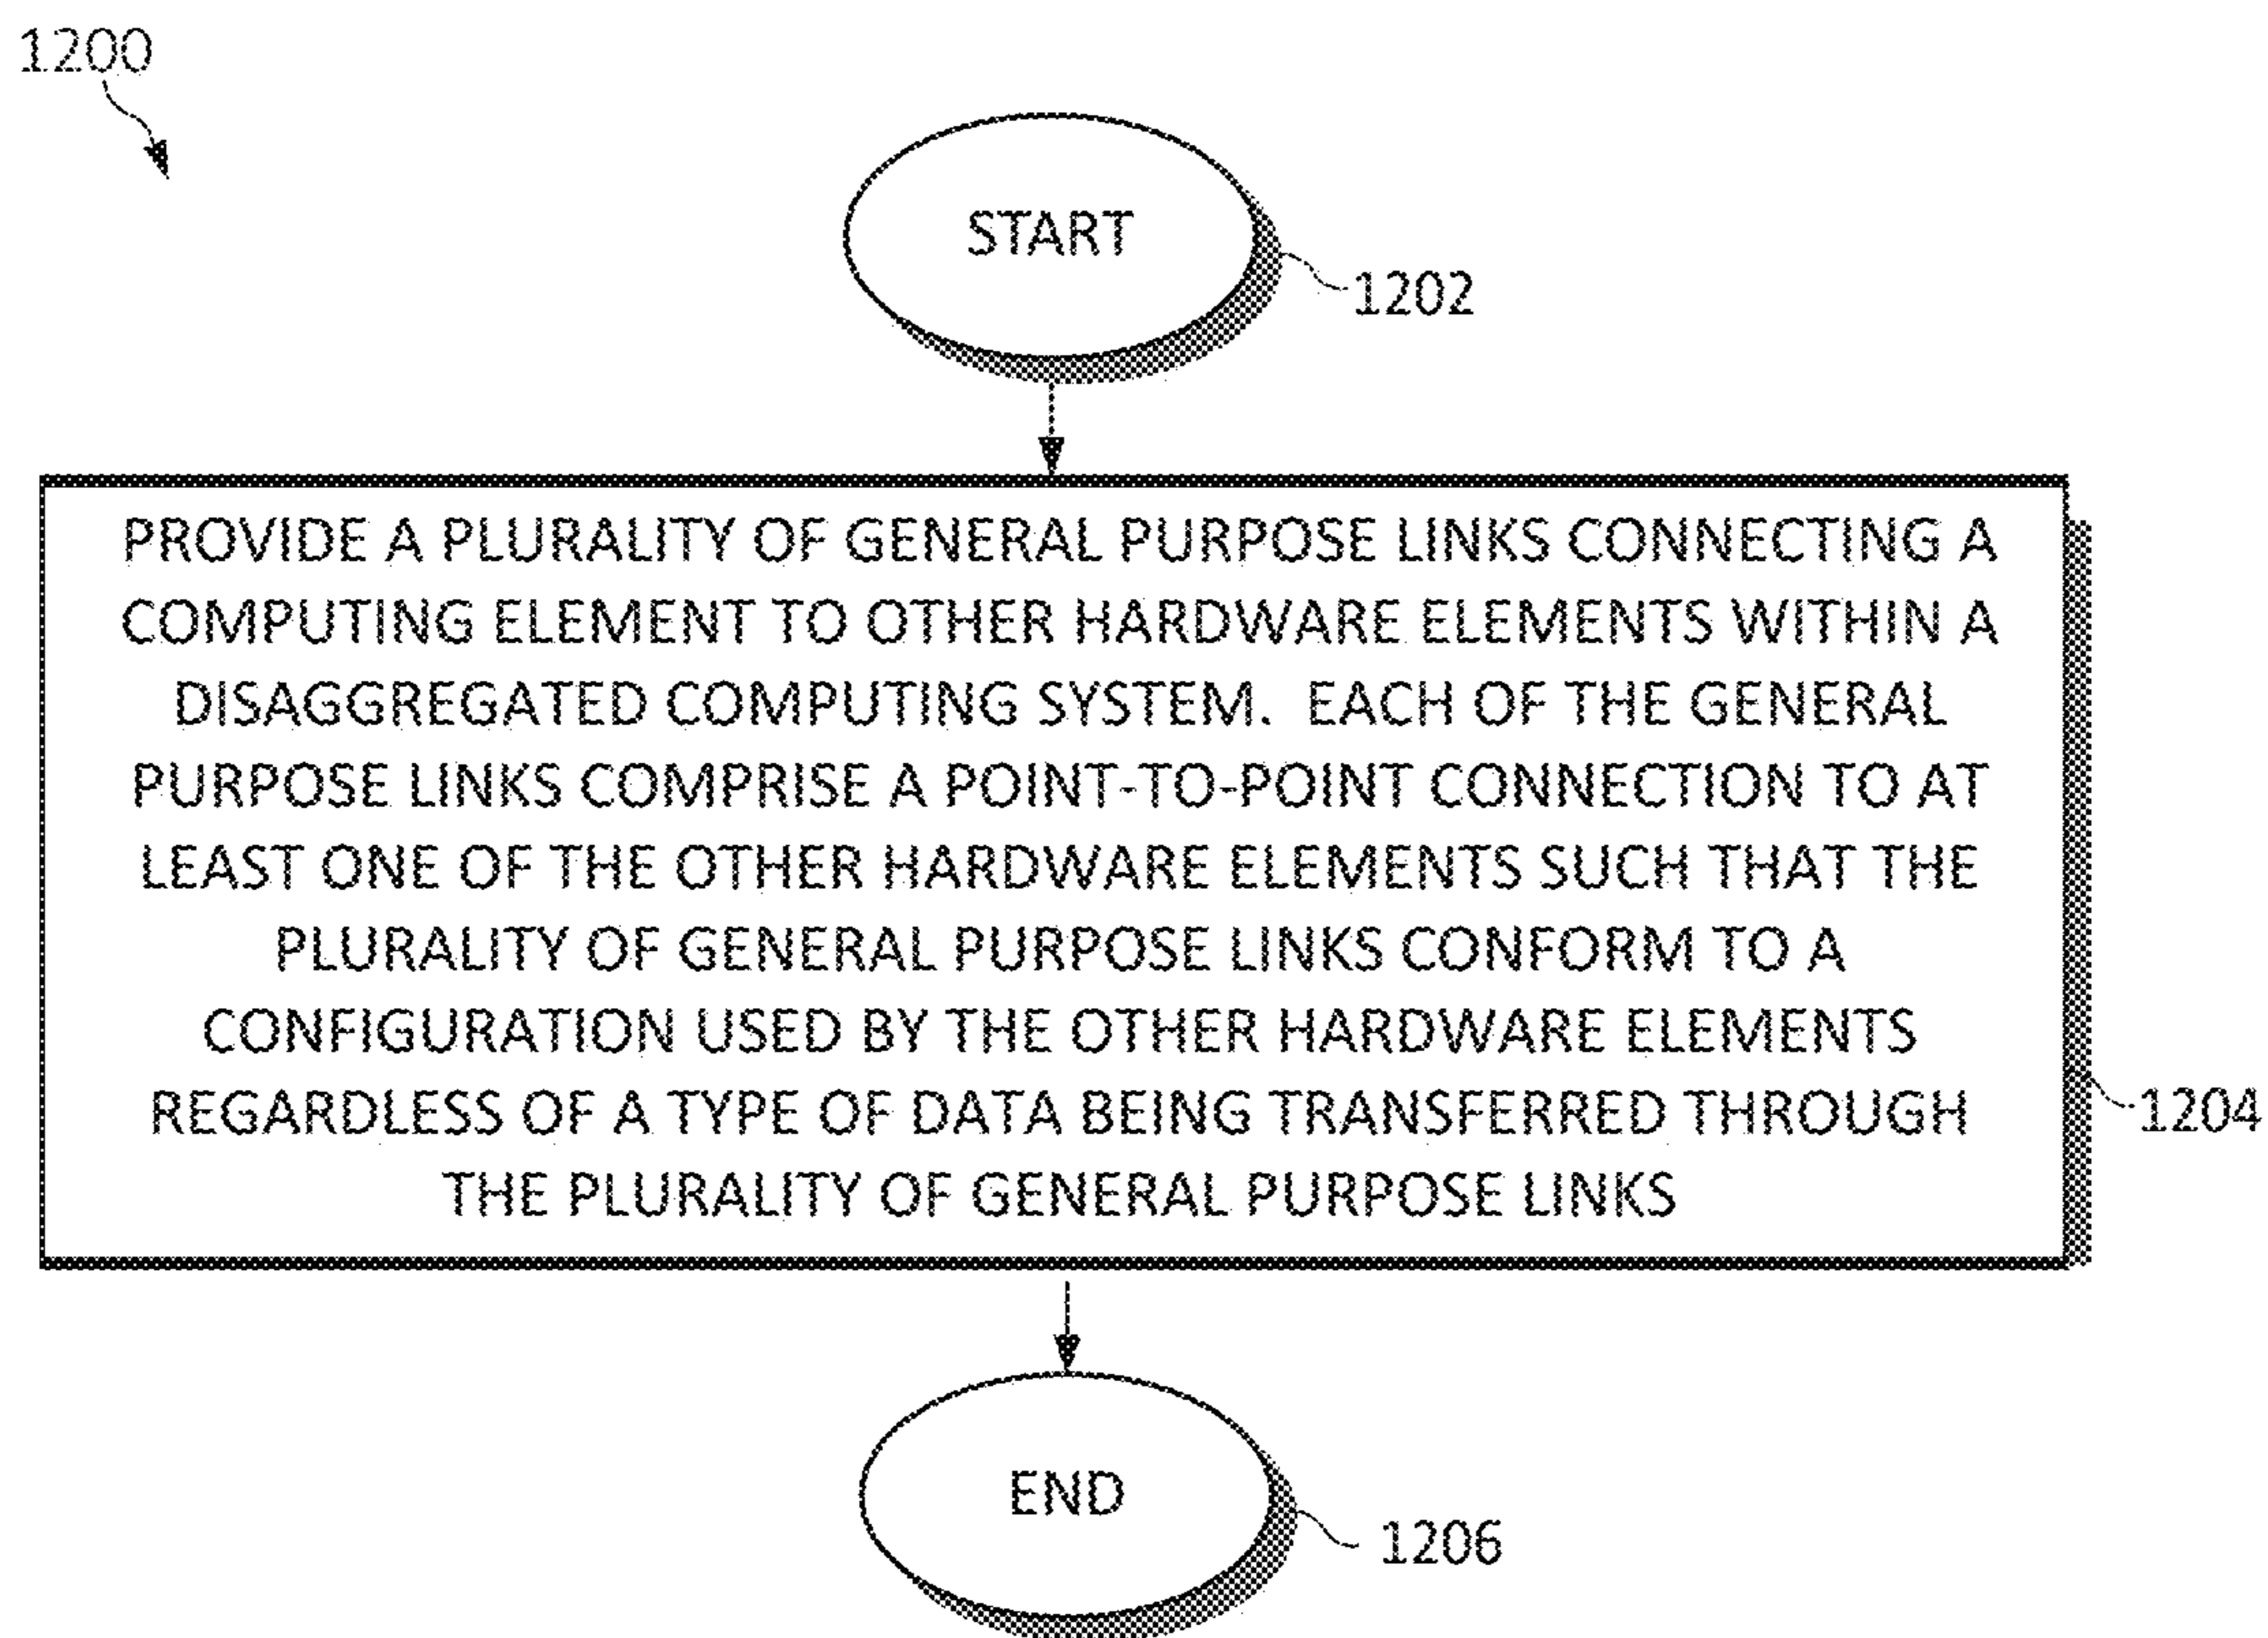 1200
START
1202
PROVIDE A PLURALITY OF GENERAL PURPOSE LINKS CONNECTING A
COMPUTING ELEMENT TO OTHER HARDWARE ELEMENTS WITHIN A
DISAGGREGATED COMPUTING SYSTEM.  EACH OF THE GENERAL
PURPOSE LINKS COMPRISE A POINT-TO-POINT CONNECTION TO AT
LEAST ONE OF THE OTHER HARDWARE ELEMENTS SUCH THAT THE
PLURALITY OF GENERAL PURPOSE LINKS CONFORM TO A
CONFIGURATION USED BY THE OTHER HARDWARE ELEMENTS
REGARDLESS OF A TYPE OF DATA BEING TRANSFERRED THROUGH
THE PLURALITY OF GENERAL PURPOSE LINKS
1204
END
1206